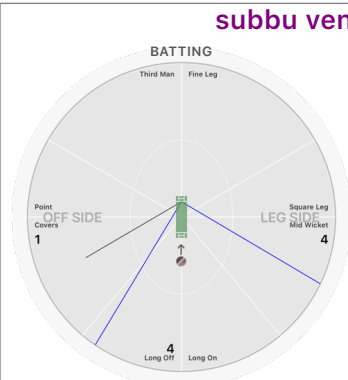 subbu ven
BATTING
Third Man
Fine Leg
Point
OFF SIDE
Covers
1
Square Leg
LEG SIDE
Mid Wicket
4
4
Long Off
Long On